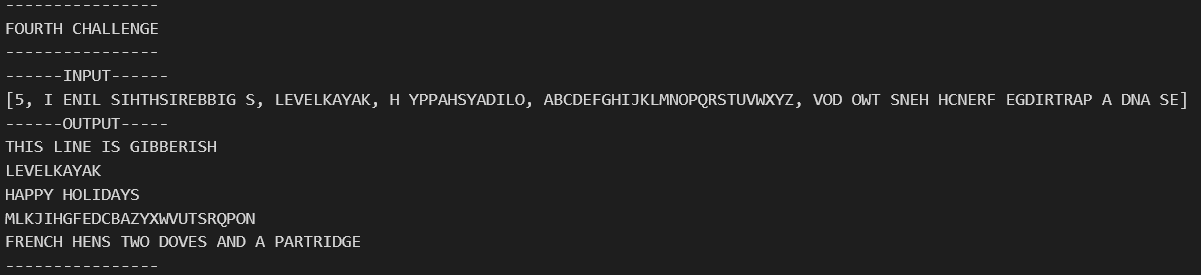 ----------------
FOURTH CHALLENGE
----------------
------INPUT------
[5, I ENIL SIHTHSIREBBIG S, LEVELKAYAK, H YPPAHSYADILO, ABCDEFGHIJKLMNOPQRSTUVWXYZ, VOD OWT SNEH HCNERF EGDIRTRAP A DNA SE]
------OUTPUT-----
THIS LINE IS GIBBERISH
LEVELKAYAK
HAPPY HOLIDAYS
MLKJIHGFEDCBAZYXWVUTSRQPON
FRENCH HENS TWO DOVES AND A PARTRIDGE
----------------